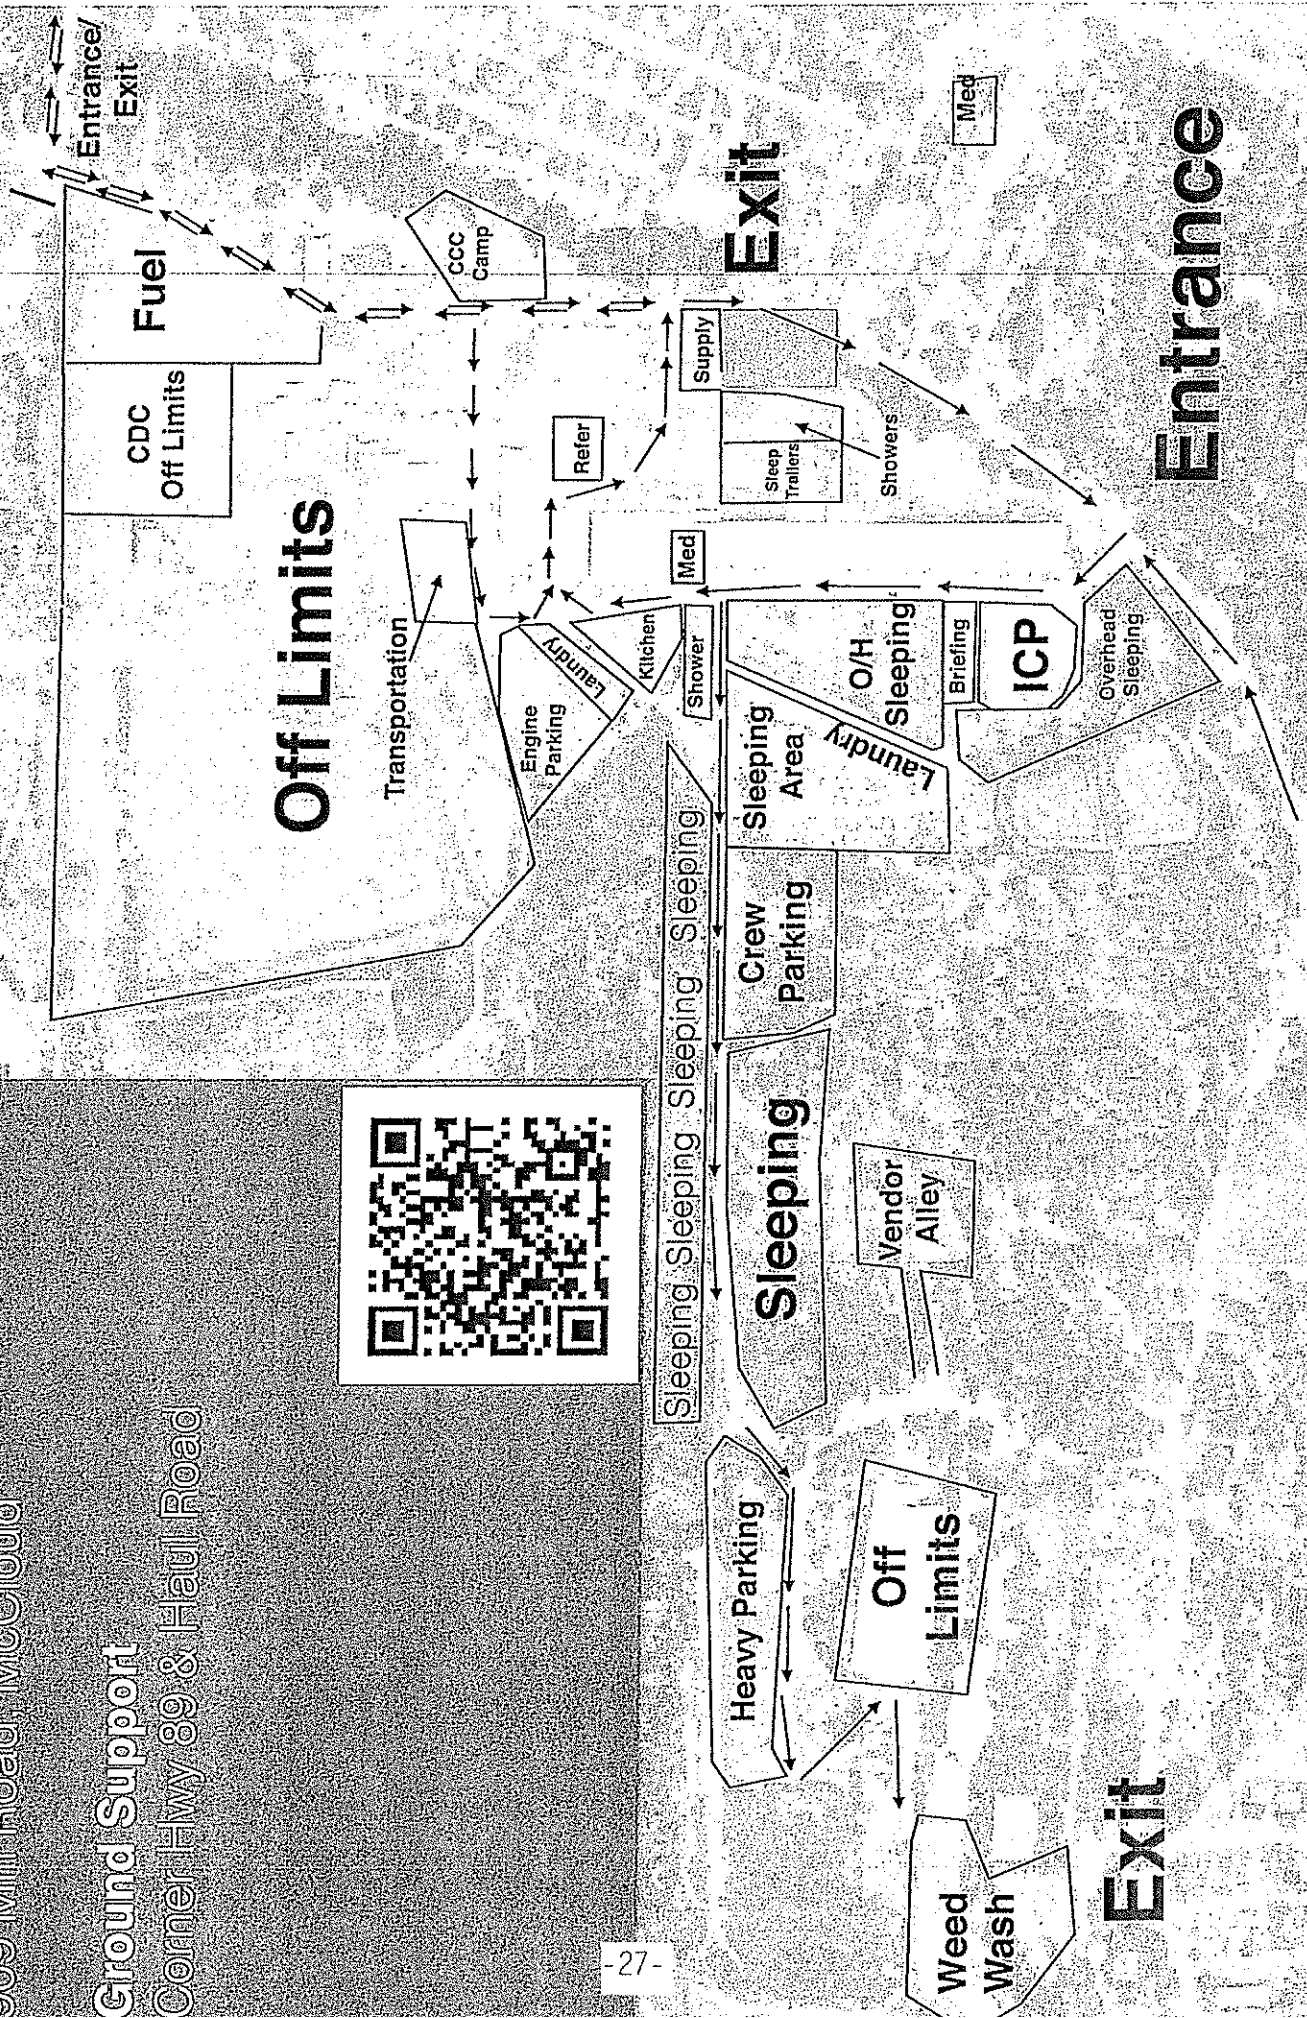 Mill Road, McCloud
Ground Support
Corner Hwy 89 & Haul Road
Entrance/
Exit
Fuel
CDC
Off Limits
Off Limits
Transportation
CCC
Camp
Refer
Engine
Parking
Laundry
Kitchen
Shower
Med
Supply
Exit
Sleep
Trailers
Showers
Med
Entrance
O/H
Sleeping
Briefing
ICP
Overhead
Sleeping
Sleeping
Area
Laundry
Crew
Parking
Sleeping Sleeping Sleeping Sleeping Sleeping
Sleeping
Vendor
Alley
Heavy Parking
Off
Limits
Weed
Wash
Exit
-27-